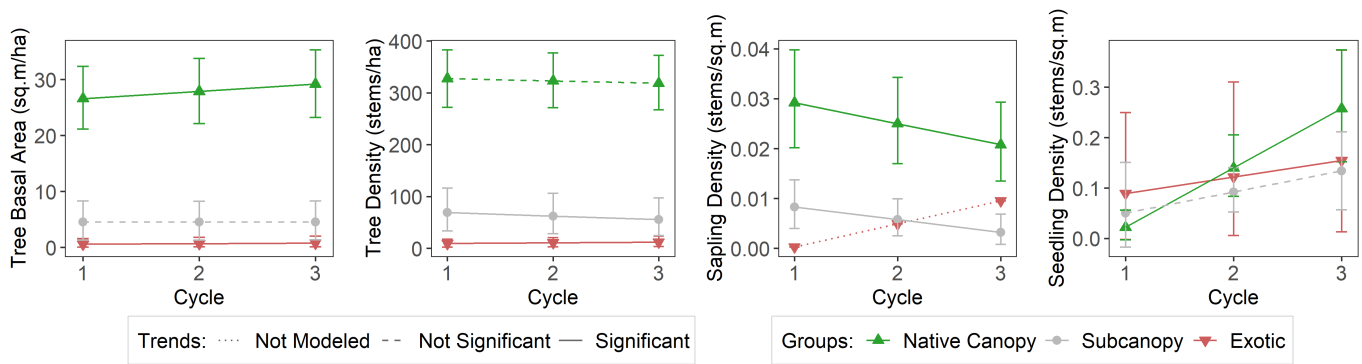 Tree Basal Area (sq.m/ha)
30
20
10
0
1 2 3
Cycle
Tree Density (stems/ha)
400
300
200
100
0
1 2 3
Cycle
Sapling Density (stems/sq.m)
0.04
0.03
0.02
0.01
0.00
1 2 3
Cycle
Seedling Density (stems/sq.m)
0.3
0.2
0.1
0.0
1 2 3
Cycle
Trends: Not Modeled Not Significant Significant
Groups: Native Canopy Subcanopy Exotic